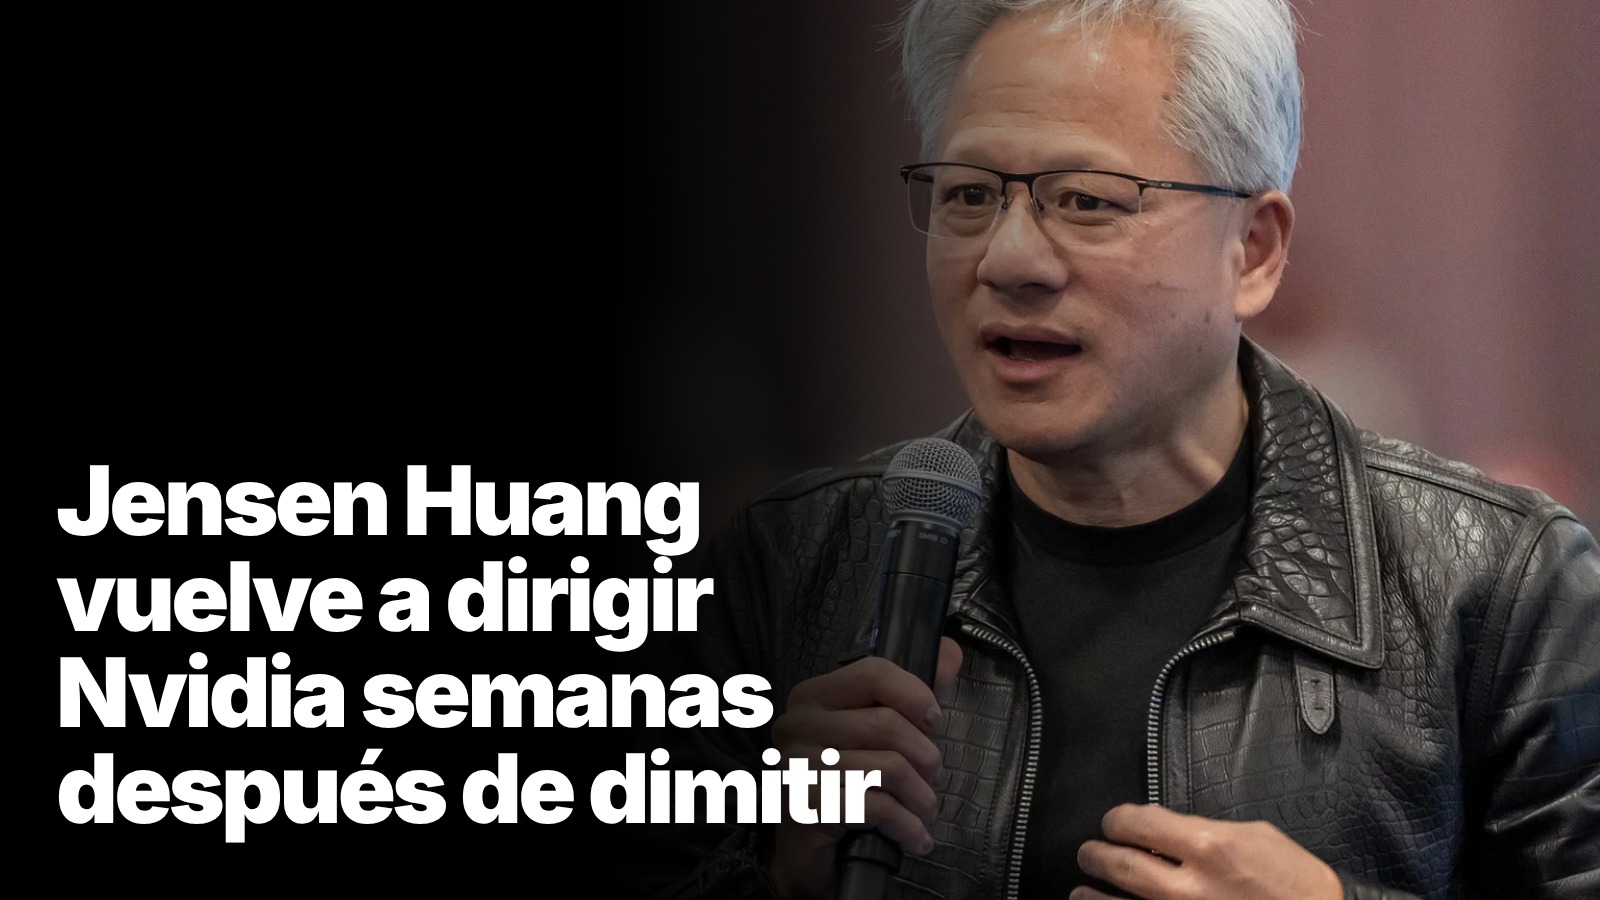 Jensen Huang
vuelve a dirigir
Nvidia semanas
después de dimitir